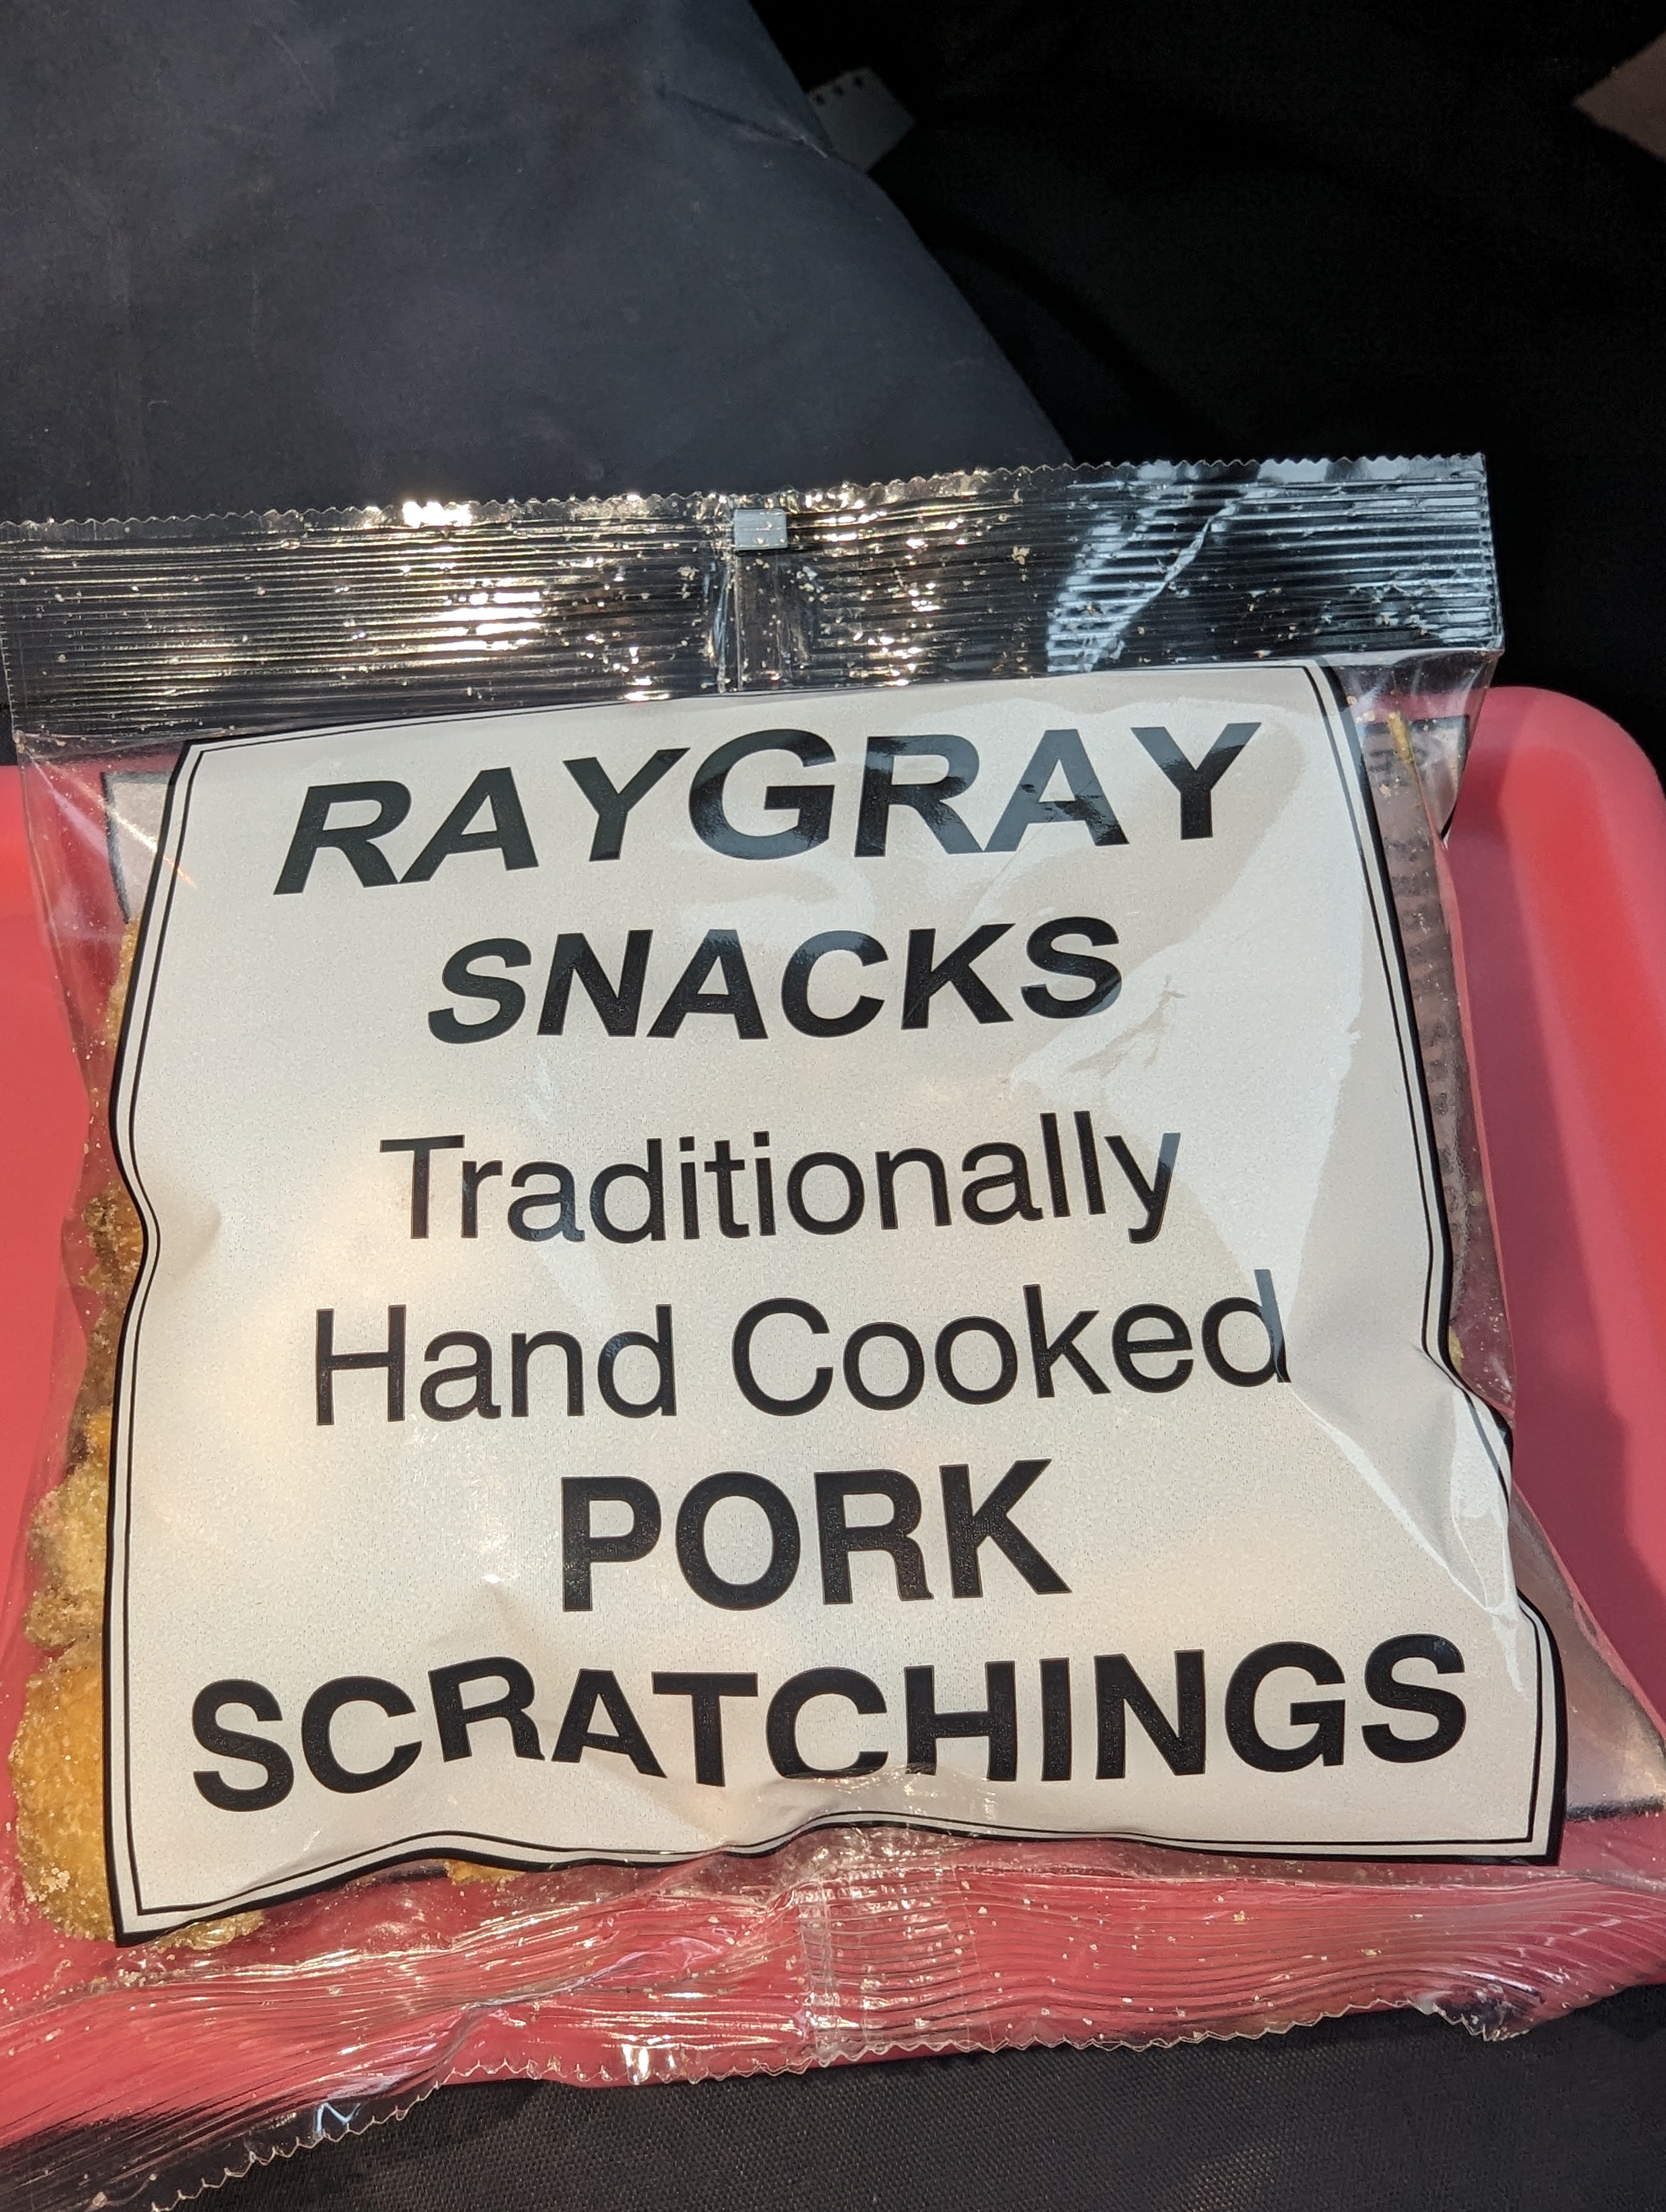 RAYGRAY
SNACKS
Traditionally
Hand Cooked
PORK
SCRATCHINGS